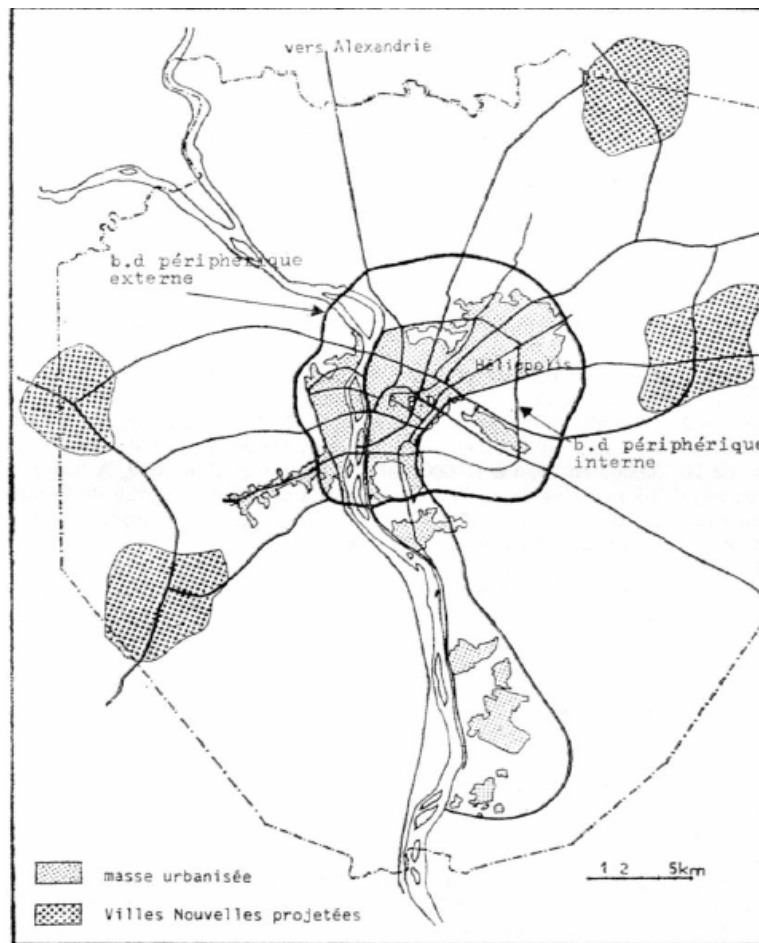 vers Alexandrie
b.d périphérique
externe
Héliopolis
b.d périphérique
interne
1 2 5km
masse urbanisée
Villes Nouvelles projetées